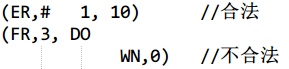 (ER,#   1, 10)      //合法
(FR,3, DO
              WN,0)   //不合法